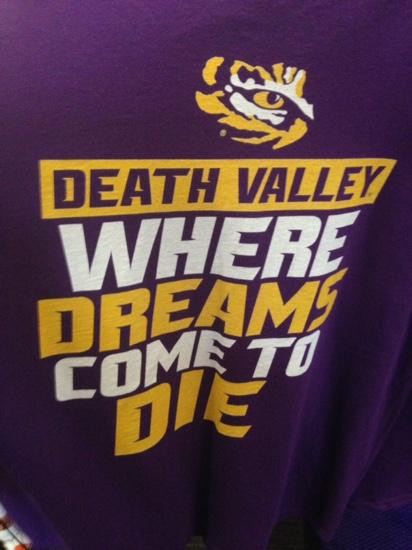 DEATH VALLEY
WHERE
DREAMS
COME TO
DIE